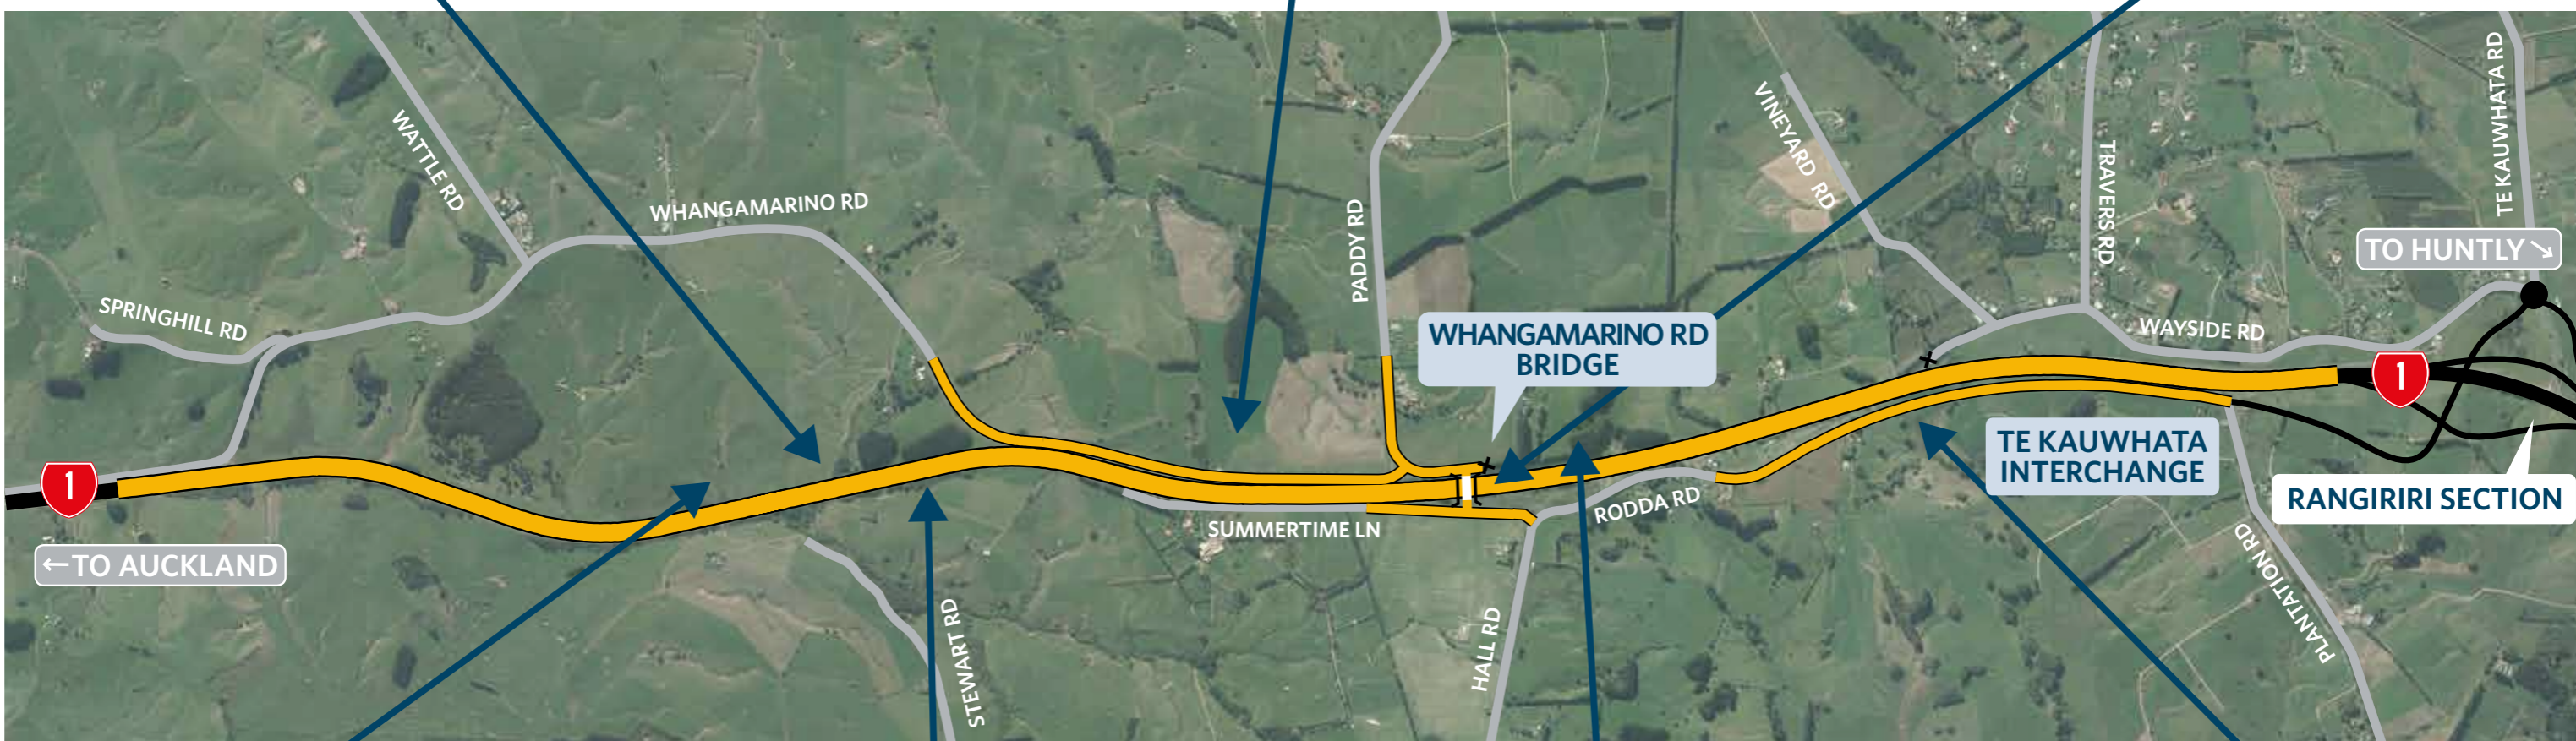 WATTLE RD
WHANGAMARINO RD
SPRINGHILL RD
1
←TO AUCKLAND
STEWART RD
SUMMERTIME LN
PADDY RD
WHANGAMARINO RD
BRIDGE
HALL RD
RODDA RD
VINEYARD RD
TRAVERS RD
TE KAUWHATA RD
TO HUNTLY↘
WAYSIDE RD
1
TE KAUWHATA
INTERCHANGE
RANGIRIRI SECTION
PLANTATION RD